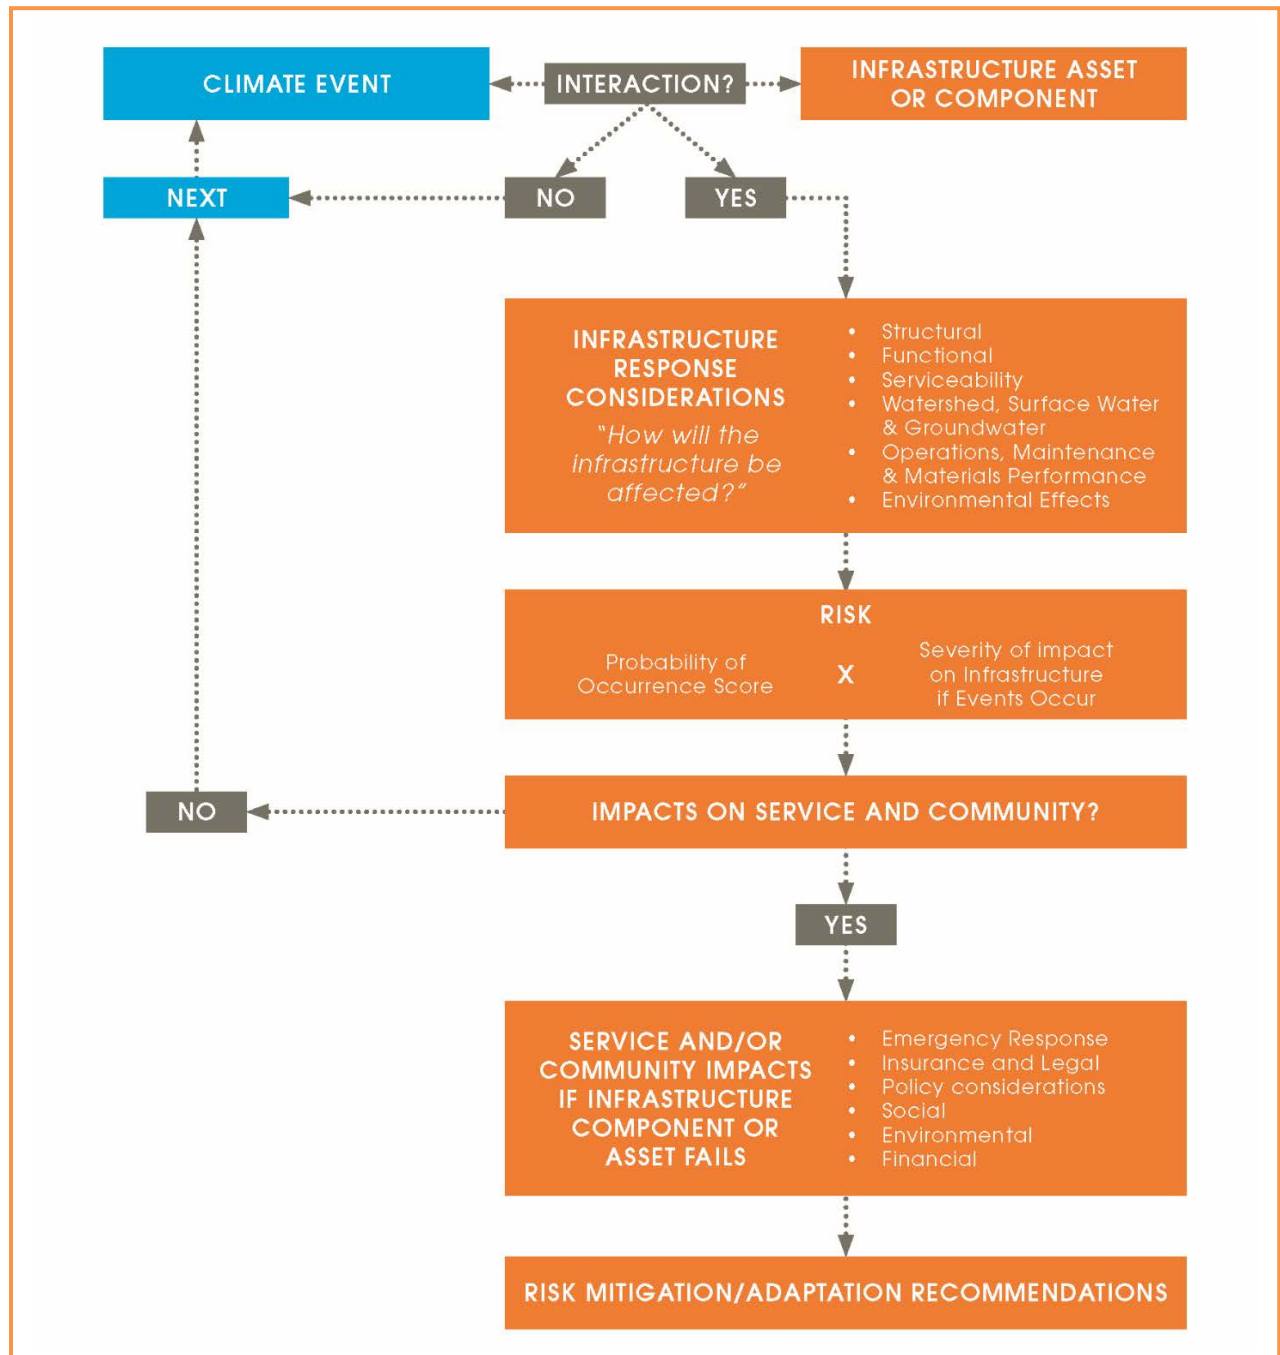 CLIMATE EVENT
INTERACTION?
INFRASTRUCTURE ASSET
OR COMPONENT
NEXT
NO
YES
INFRASTRUCTURE
RESPONSE
CONSIDERATIONS
"How will the
infrastructure be
affected?"
• Structural
• Functional
• Serviceability
• Watershed, Surface Water
& Groundwater
• Operations, Maintenance
& Materials Performance
• Environmental Effects
RISK
Probability of
Occurrence Score
X
Severity of impact
on Infrastructure
if Events Occur
NO
IMPACTS ON SERVICE AND COMMUNITY?
YES
SERVICE AND/OR
COMMUNITY IMPACTS
IF INFRASTRUCTURE
COMPONENT OR
ASSET FAILS
• Emergency Response
• Insurance and Legal
• Policy considerations
• Social
• Environmental
• Financial
RISK MITIGATION/ADAPTATION RECOMMENDATIONS